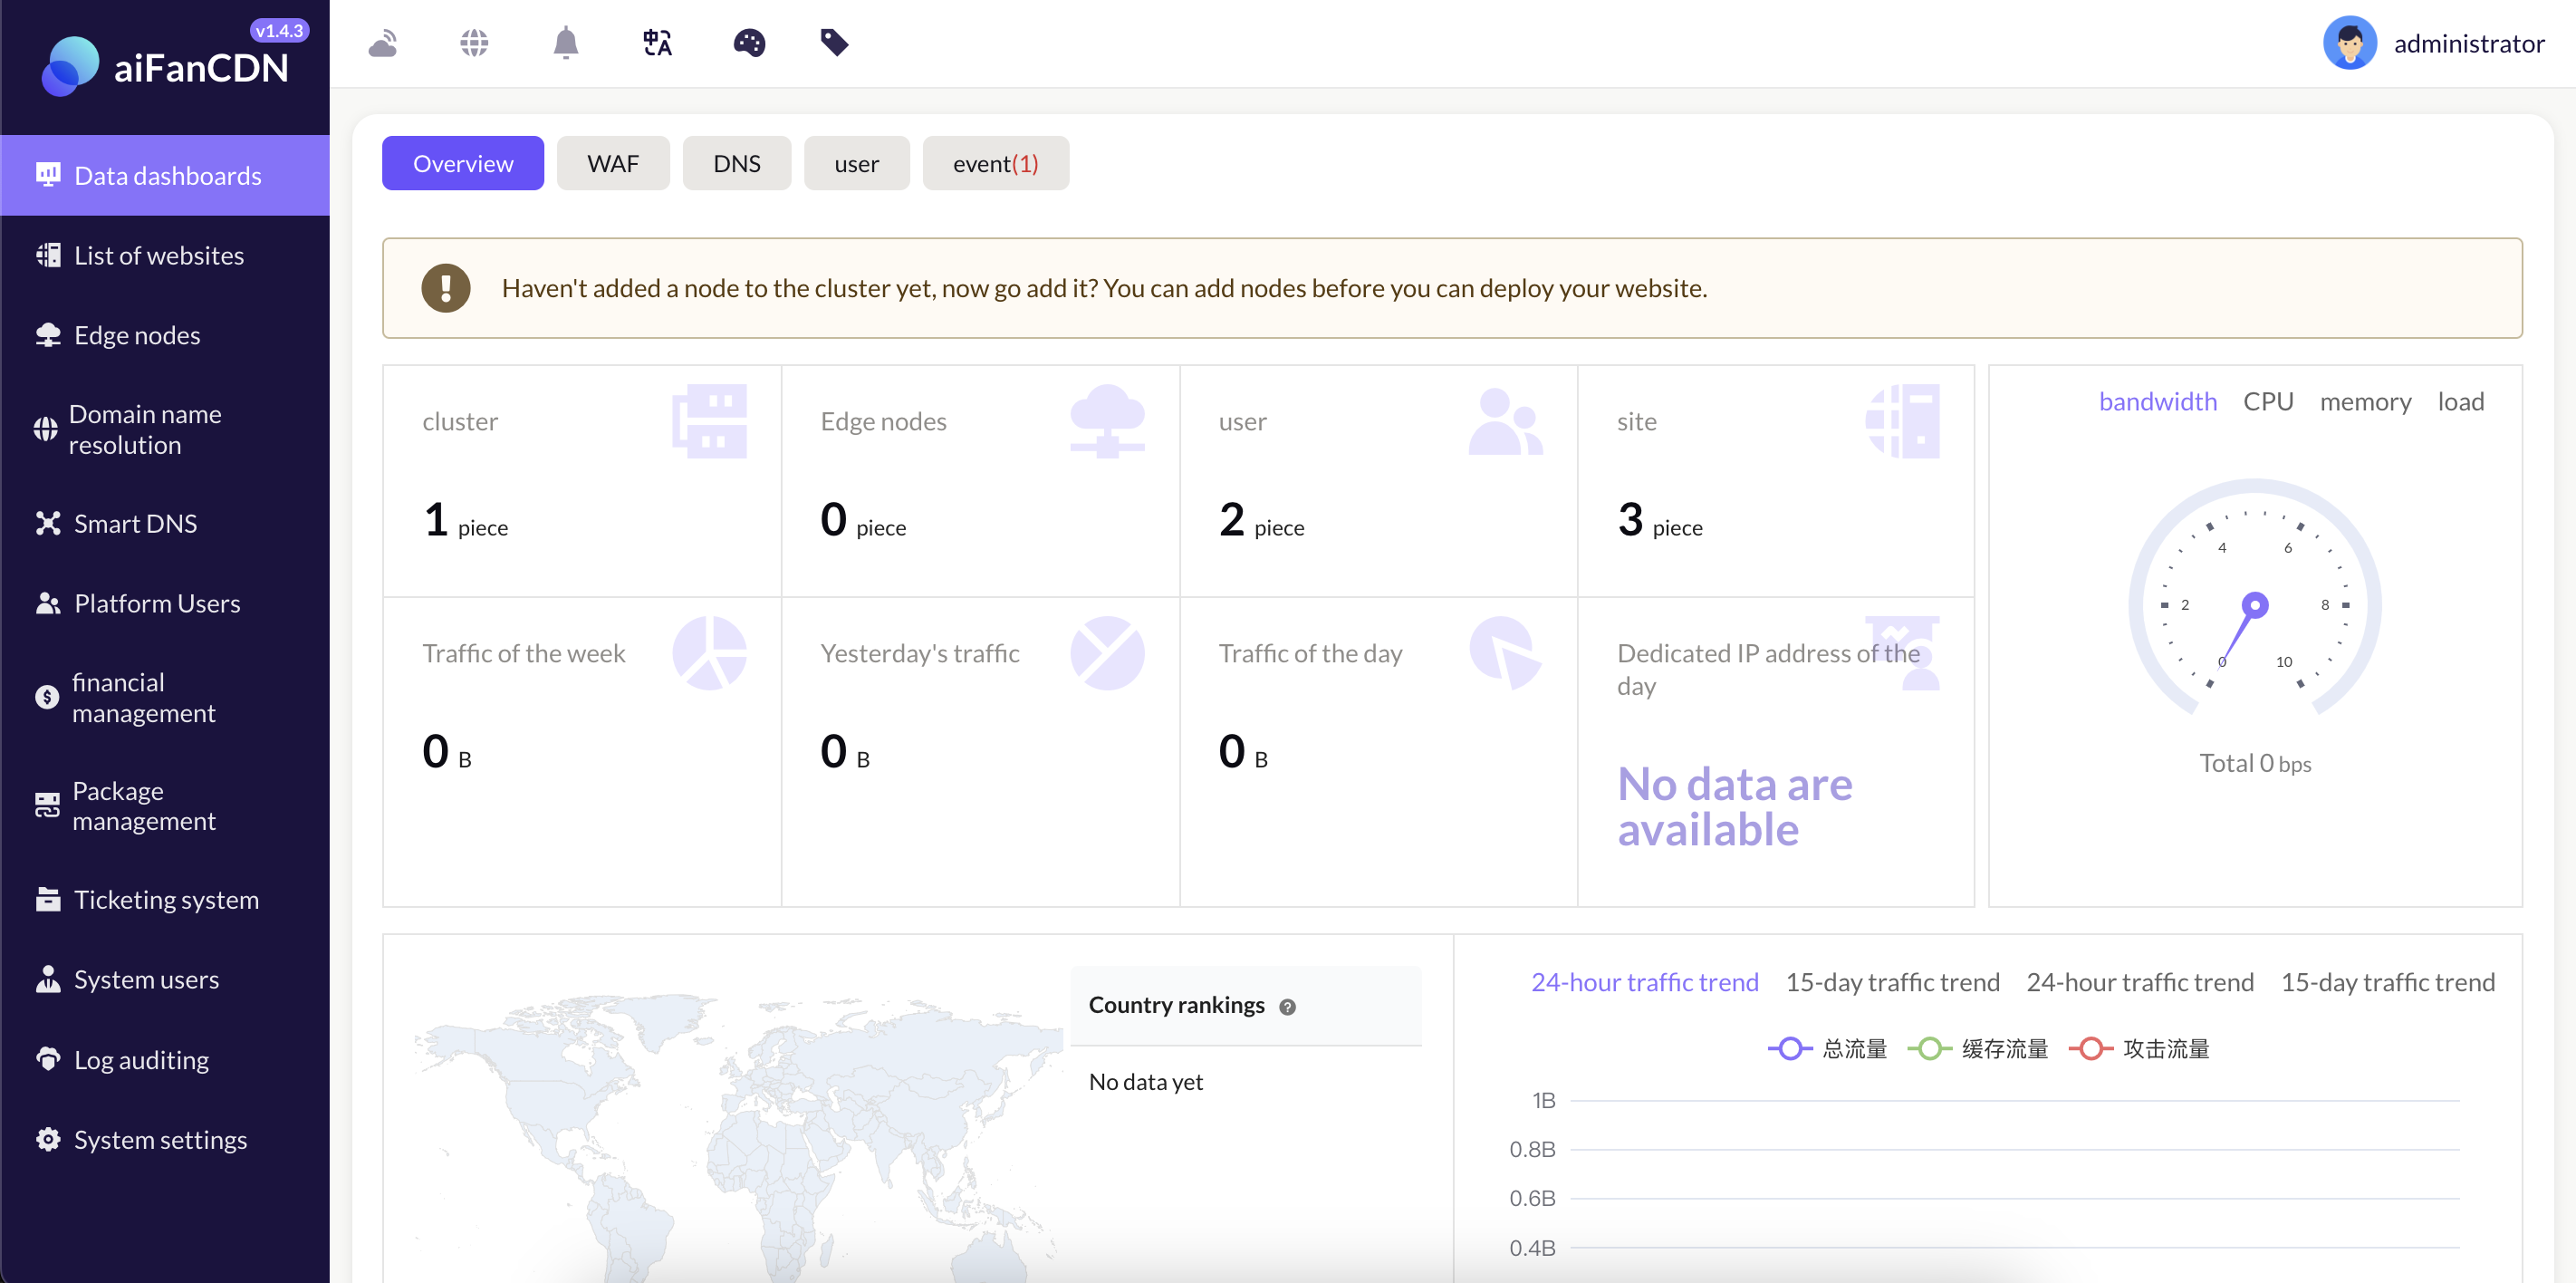 v1.4.3
aiFanCDN
administrator
Data dashboards
List of websites
Edge nodes
Domain name
resolution
Smart DNS
Platform Users
financial
management
Package
management
Ticketing system
System users
Log auditing
System settings
Overview
WAF
DNS
user
event(1)
Haven't added a node to the cluster yet, now go add it? You can add nodes before you can deploy your website.
cluster
1 piece
Edge nodes
0 piece
user
2 piece
site
3 piece
Traffic of the week
0 B
Yesterday's traffic
0 B
Traffic of the day
0 B
Dedicated IP address of the
day
No data are
available
bandwidth CPU memory load
4 6
2 8
0 10
Total 0 bps
Country rankings ?
No data yet
24-hour traffic trend 15-day traffic trend 24-hour traffic trend 15-day traffic trend
总流量 缓存流量 攻击流量
1B
0.8B
0.6B
0.4B